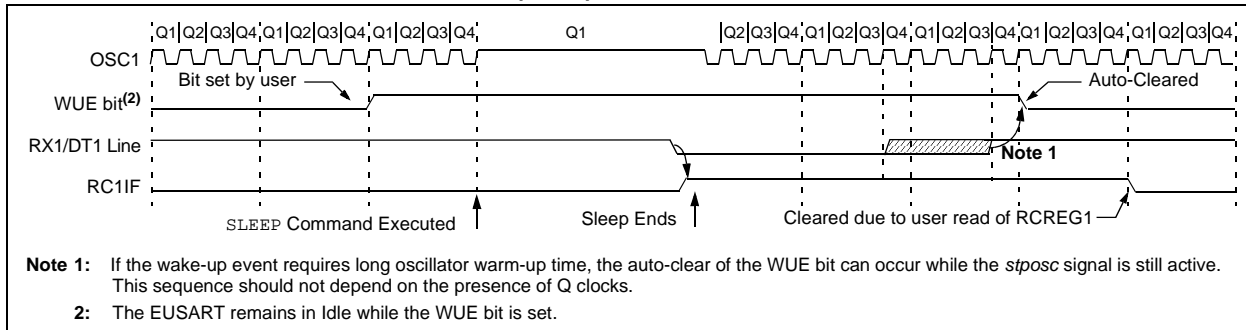 Q1 Q2 Q3 Q4 Q1 Q2 Q3 Q4 Q1 Q2 Q3 Q4 Q1 Q2 Q3 Q4 Q1 Q2 Q3 Q4 Q1 Q2 Q3 Q4 Q1 Q2 Q3 Q4 Q1 Q2 Q3 Q4
OSC1
Bit set by user
Auto-Cleared
WUE bit(2)
RX1/DT1 Line
Note 1
RC1IF
SLEEP Command Executed
Sleep Ends
Cleared due to user read of RCREG1
Note 1: If the wake-up event requires long oscillator warm-up time, the auto-clear of the WUE bit can occur while the stposc signal is still active.
This sequence should not depend on the presence of Q clocks.
2: The EUSART remains in Idle while the WUE bit is set.